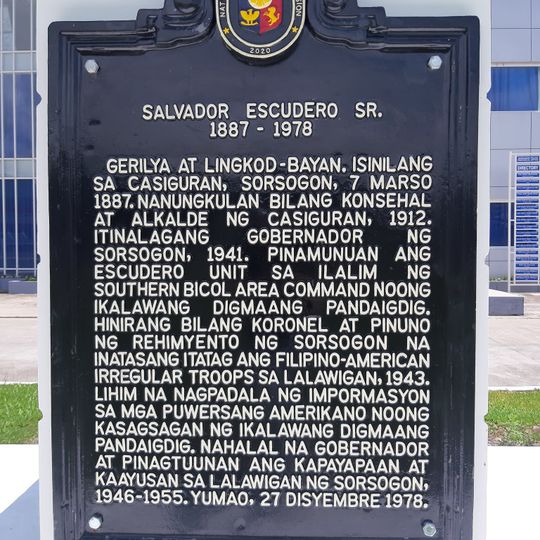 2020
SALVADOR ESCUDERO SR.
1887 - 1978
GERILYA AT LINGKOD-BAYAN. ISINILANG
SA CASIGURAN, SORSOGON, 7 MARSO
1887. NANUNGKULAN BILANG KONSEHAL
AT ALKALDE NG CASIGURAN, 1912.
ITINALAGANG GOBERNADOR NG
SORSOGON, 1941. PINAMUNUAN ANG
ESCUDERO UNIT SA ILALIM NG
SOUTHERN BICOL AREA COMMAND NOONG
IKALAWANG DIGMAANG PANDAIGDIG.
HINIRANG BILANG KORONEL AT PINUNO
NG REHIMYENTO NG SORSOGON NA
INATASANG ITATAG ANG FILIPINO-AMERICAN
IRREGULAR TROOPS SA LALAWIGAN, 1943.
LIHIM NA NAGPADALA NG IMPORMASYON
SA MGA PUWERSANG AMERIKANO NOONG
KASAGSAGAN NG IKALAWANG DIGMAANG
PANDAIGDIG. NAHALAL NA GOBERNADOR
AT PINAGTUUNAN ANG KAPAYAPAAN AT
KAAYUSAN SA LALAWIGAN NG SORSOGON,
1946-1955. YUMAO, 27 DISYEMBRE 1978.
DIRECTORY